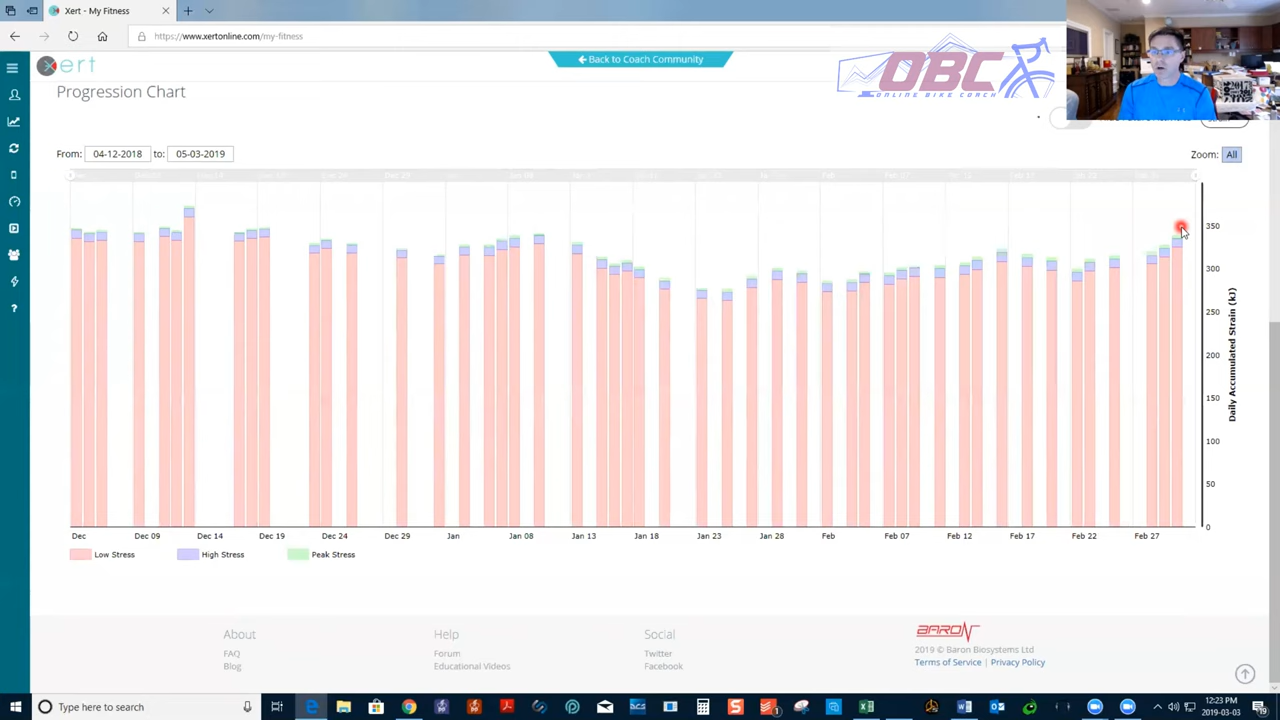 Xert - My Fitness
https://www.xertonline.com/my-fitness
xert
Back to Coach Community
OBC
ONLINE BIKE COACH
Progression Chart
From: 04-12-2018 to: 05-03-2019
Zoom: All
350
300
250
200
150
100
50
0
Daily Accumulated Strain (kJ)
Dec Dec 09 Dec 14 Dec 19 Dec 24 Dec 29 Jan Jan 08 Jan 13 Jan 18 Jan 23 Jan 28 Feb Feb 07 Feb 12 Feb 17 Feb 22 Feb 27
Low Stress High Stress Peak Stress
About Help Social
BARON
FAQ Forum Twitter
2019 © Baron Biosystems Ltd
Blog Educational Videos Facebook
Terms of Service | Privacy Policy
Type here to search
12:23 PM
2019-03-03